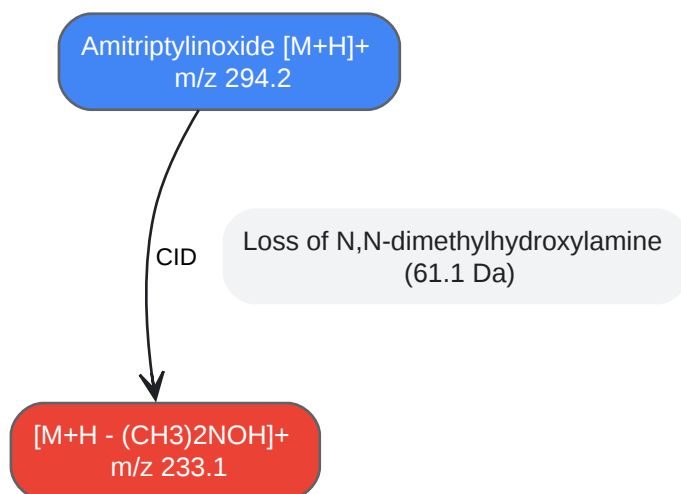 Amitriptylinoxide [M+H]+
m/z 294.2
CID
Loss of N,N-dimethylhydroxylamine
(61.1 Da)
[M+H - (CH3)2NOH]+
m/z 233.1